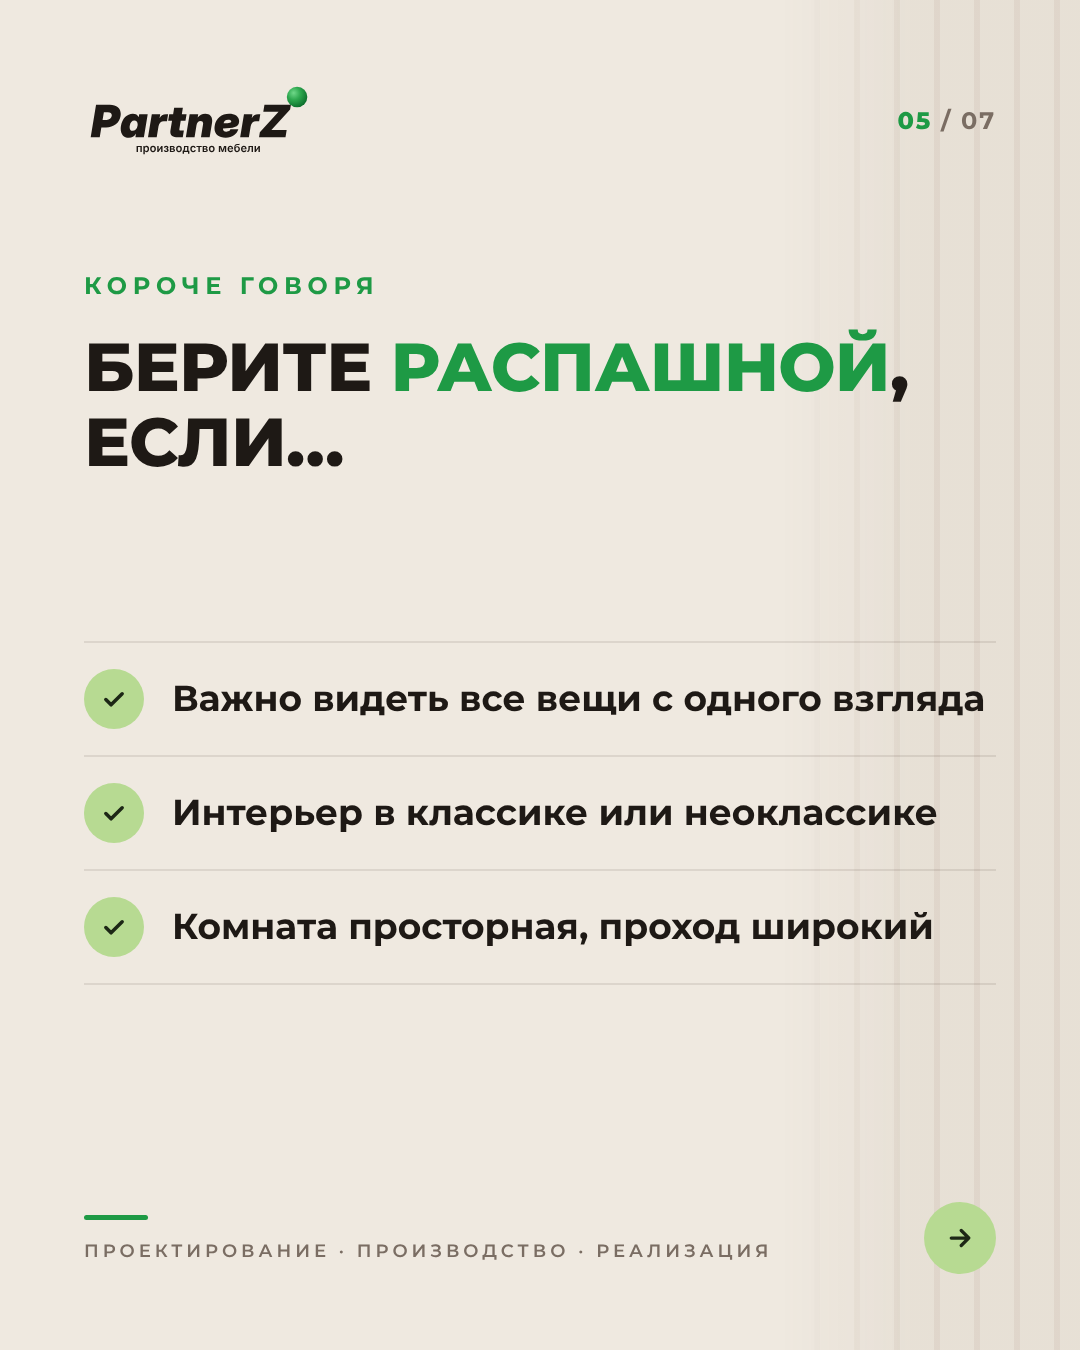 PartnerZ
производство мебели
05 / 07
КОРОЧЕ ГОВОРЯ
БЕРИТЕ РАСПАШНОЙ,
ЕСЛИ...
Важно видеть все вещи с одного взгляда
Интерьер в классике или неоклассике
Комната просторная, проход широкий
ПРОЕКТИРОВАНИЕ · ПРОИЗВОДСТВО · РЕАЛИЗАЦИЯ